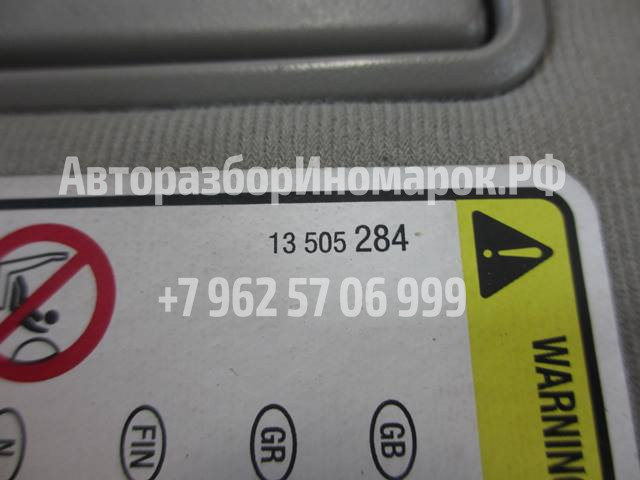 АвторазборИномарок.РФ
13 505 284
+7 962 57 06 999
WARNING
GB
GR
FIN
N